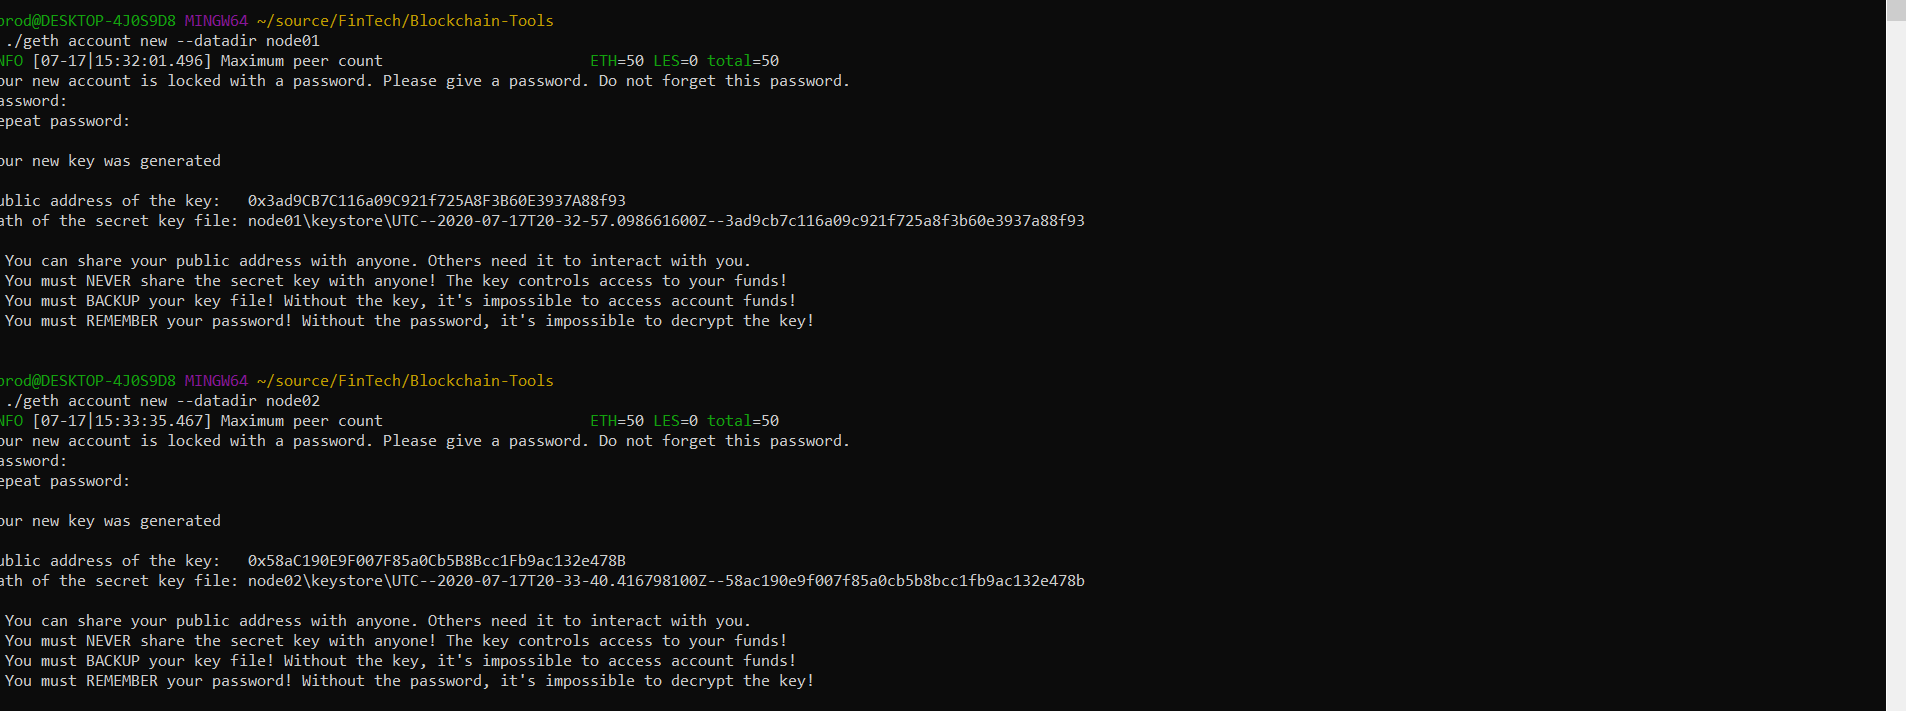 prod@DESKTOP-4J0S9D8 MINGW64 ~/source/FinTech/Blockchain-Tools
./geth account new --datadir node01
NFO [07-17|15:32:01.496] Maximum peer count ETH=50 LES=0 total=50
our new account is locked with a password. Please give a password. Do not forget this password.
assword:
epeat password:
our new key was generated
ublic address of the key: 0x3ad9CB7C116a09C921f725A8F3B60E3937A88f93
ath of the secret key file: node01\keystore\UTC--2020-07-17T20-32-57.098661600Z--3ad9cb7c116a09c921f725a8f3b60e3937a88f93
You can share your public address with anyone. Others need it to interact with you.
You must NEVER share the secret key with anyone! The key controls access to your funds!
You must BACKUP your key file! Without the key, it's impossible to access account funds!
You must REMEMBER your password! Without the password, it's impossible to decrypt the key!
prod@DESKTOP-4J0S9D8 MINGW64 ~/source/FinTech/Blockchain-Tools
./geth account new --datadir node02
NFO [07-17|15:33:35.467] Maximum peer count ETH=50 LES=0 total=50
our new account is locked with a password. Please give a password. Do not forget this password.
assword:
epeat password:
our new key was generated
ublic address of the key: 0x58aC190E9F007F85a0Cb5B8Bcc1Fb9ac132e478B
ath of the secret key file: node02\keystore\UTC--2020-07-17T20-33-40.416798100Z--58ac190e9f007f85a0cb5b8bcc1fb9ac132e478b
You can share your public address with anyone. Others need it to interact with you.
You must NEVER share the secret key with anyone! The key controls access to your funds!
You must BACKUP your key file! Without the key, it's impossible to access account funds!
You must REMEMBER your password! Without the password, it's impossible to decrypt the key!